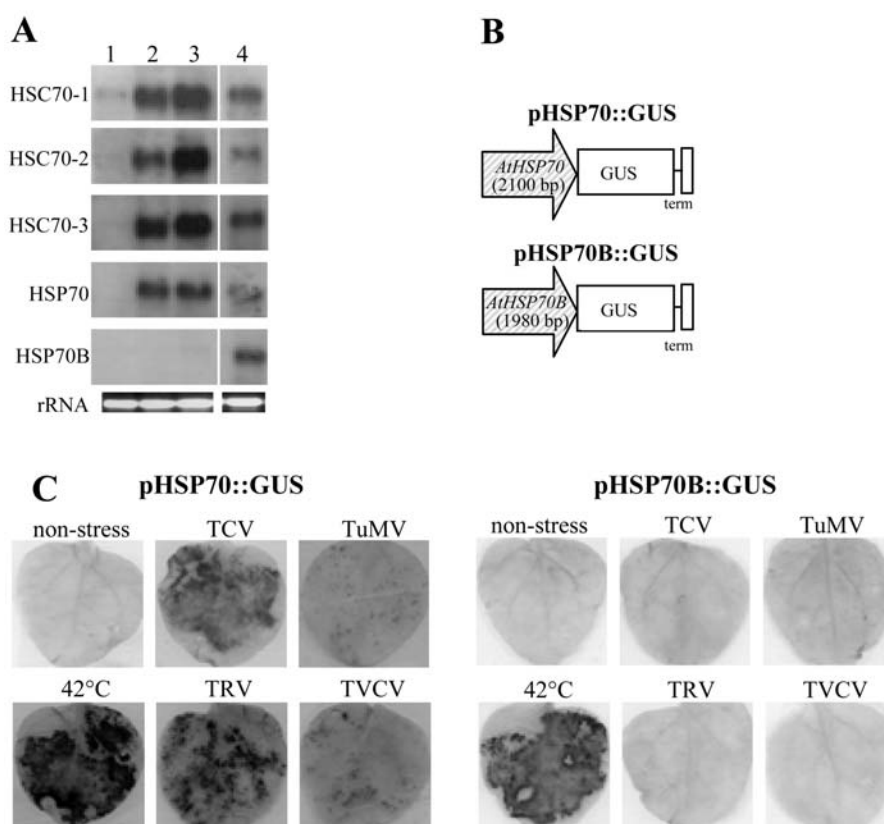 A
1 2 3 4
HSC70-1
HSC70-2
HSC70-3
HSP70
HSP70B
rRNA
B
pHSP70::GUS
AtHSP70
(2100 bp)
GUS
term
pHSP70B::GUS
AtHSP70B
(1980 bp)
GUS
term
C
pHSP70::GUS
non-stress TCV TuMV
42°C TRV TVCV
pHSP70B::GUS
non-stress TCV TuMV
42°C TRV TVCV